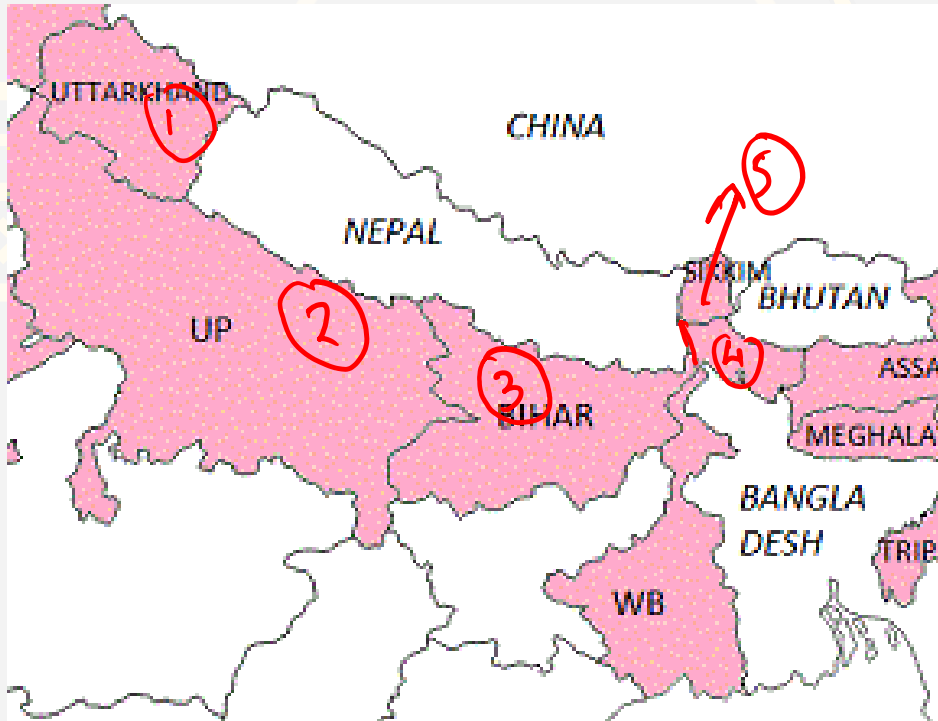 UTTARKHAND
1
CHINA
5
NEPAL
SIKKIM
BHUTAN
UP
2
4
3
ASSA
BIHAR
MEGHALA
BANGLA
DESH
TRIP
WB